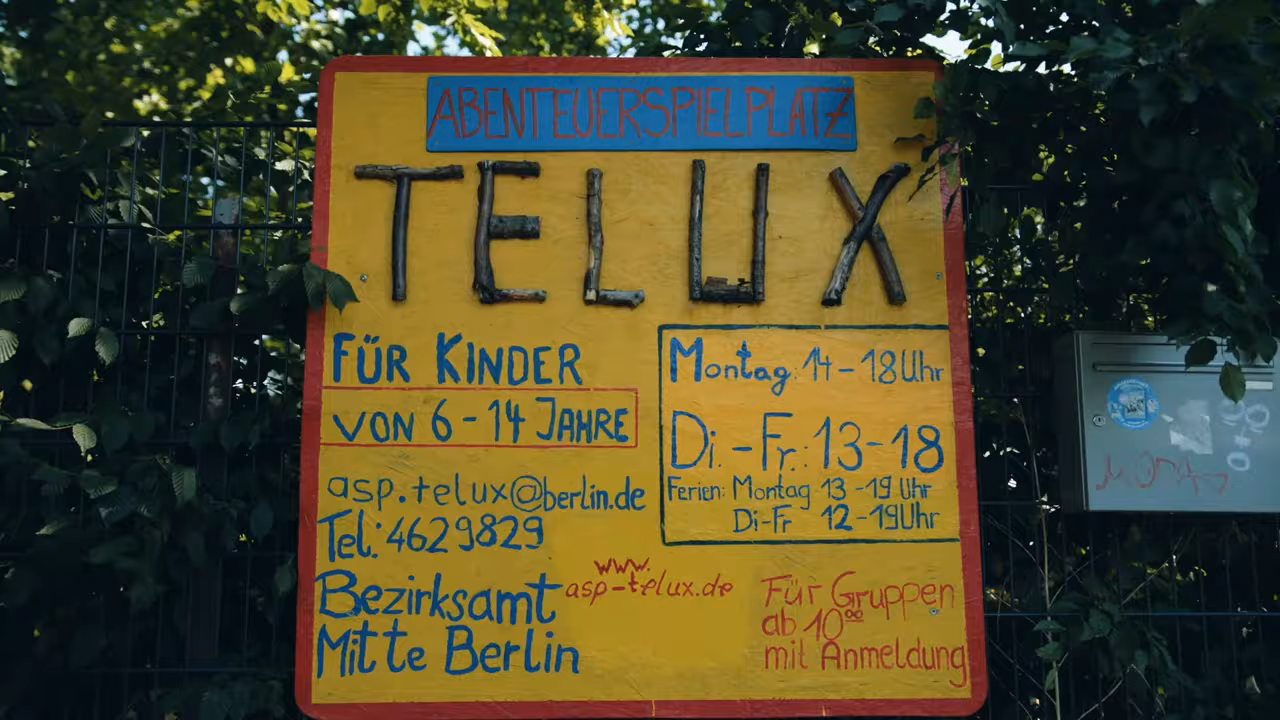 ABENTEUERSPIELPLATZ
TELUX
FÜR KINDER
VON 6 - 14 JAHRE
asp.telux@berlin.de
Tel.: 4629829
Bezirksamt
Mitte Berlin
www.
asp-telux.de
Montag: 14 - 18 Uhr
Di. - Fr.: 13 - 18
Ferien: Montag 13 - 19 Uhr
Di-Fr 12 - 19 Uhr
Für Gruppen
ab 10⁰⁰
mit Anmeldung